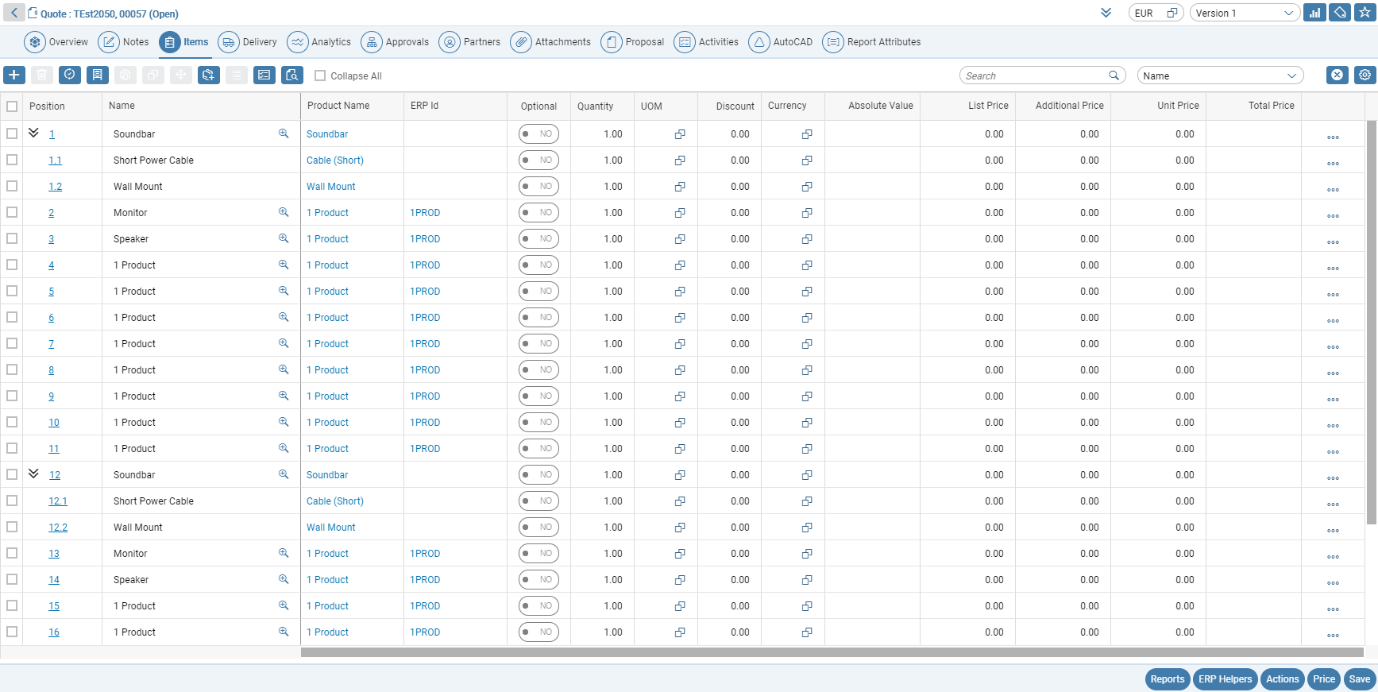 Quote : TEst2050, 00057 (Open) EUR Version 1
Overview Notes Items Delivery Analytics Approvals Partners Attachments Proposal Activities AutoCAD Report Attributes
Collapse All Search Name
Position Name Product Name ERP Id Optional Quantity UOM Discount Currency Absolute Value List Price Additional Price Unit Price Total Price
1 Soundbar Soundbar NO 1.00 0.00 0.00 0.00 0.00
1.1 Short Power Cable Cable (Short) NO 1.00 0.00 0.00 0.00 0.00
1.2 Wall Mount Wall Mount NO 1.00 0.00 0.00 0.00 0.00
2 Monitor 1 Product 1PROD NO 1.00 0.00 0.00 0.00 0.00
3 Speaker 1 Product 1PROD NO 1.00 0.00 0.00 0.00 0.00
4 1 Product 1 Product 1PROD NO 1.00 0.00 0.00 0.00 0.00
5 1 Product 1 Product 1PROD NO 1.00 0.00 0.00 0.00 0.00
6 1 Product 1 Product 1PROD NO 1.00 0.00 0.00 0.00 0.00
7 1 Product 1 Product 1PROD NO 1.00 0.00 0.00 0.00 0.00
8 1 Product 1 Product 1PROD NO 1.00 0.00 0.00 0.00 0.00
9 1 Product 1 Product 1PROD NO 1.00 0.00 0.00 0.00 0.00
10 1 Product 1 Product 1PROD NO 1.00 0.00 0.00 0.00 0.00
11 1 Product 1 Product 1PROD NO 1.00 0.00 0.00 0.00 0.00
12 Soundbar Soundbar NO 1.00 0.00 0.00 0.00 0.00
12.1 Short Power Cable Cable (Short) NO 1.00 0.00 0.00 0.00 0.00
12.2 Wall Mount Wall Mount NO 1.00 0.00 0.00 0.00 0.00
13 Monitor 1 Product 1PROD NO 1.00 0.00 0.00 0.00 0.00
14 Speaker 1 Product 1PROD NO 1.00 0.00 0.00 0.00 0.00
15 1 Product 1 Product 1PROD NO 1.00 0.00 0.00 0.00 0.00
16 1 Product 1 Product 1PROD NO 1.00 0.00 0.00 0.00 0.00
Reports ERP Helpers Actions Price Save